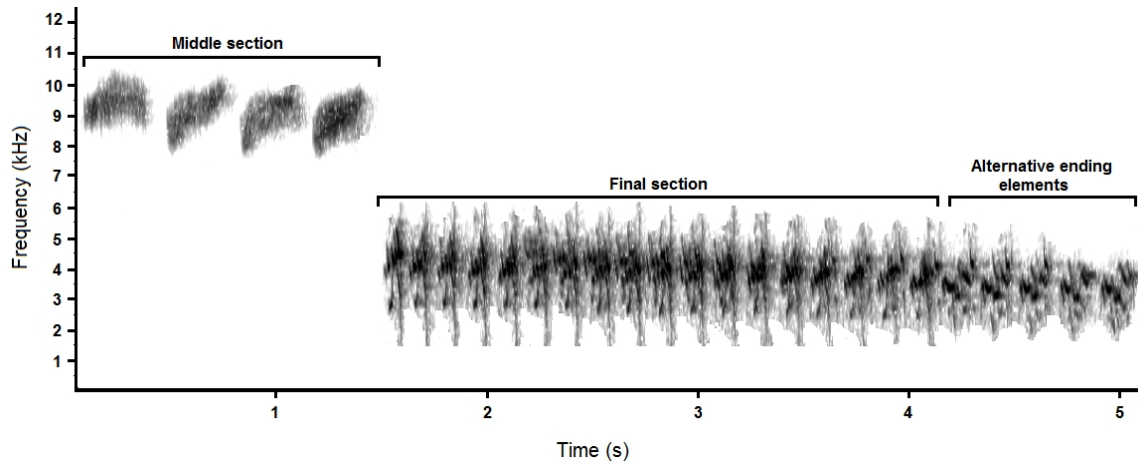 12
11
10
9
8
7
6
5
4
3
2
1
Frequency (kHz)
Middle section
Final section
Alternative ending
elements
1
2
3
4
5
Time (s)